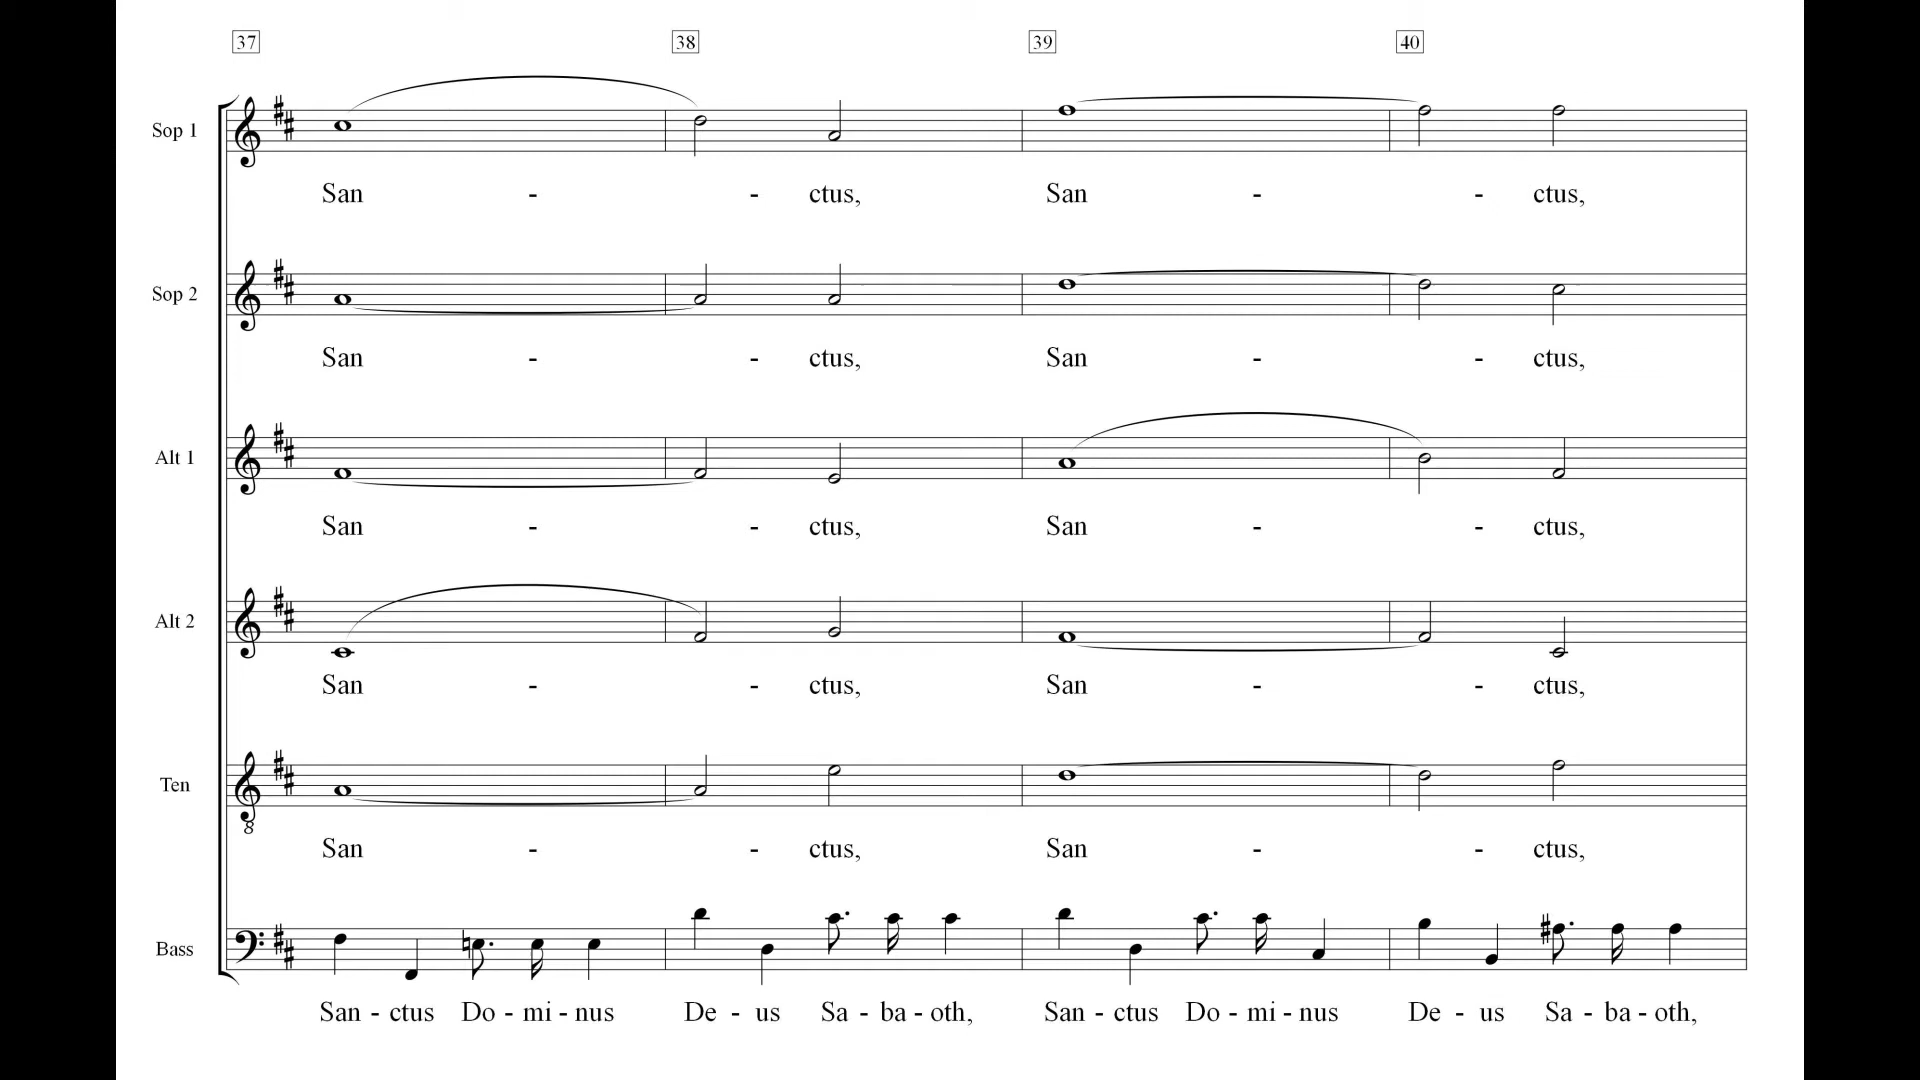 37 38 39 40
Sop 1
San - - ctus, San - - ctus,
Sop 2
San - - ctus, San - - ctus,
Alt 1
San - - ctus, San - - ctus,
Alt 2
San - - ctus, San - - ctus,
Ten
8
San - - ctus, San - - ctus,
Bass
San - ctus Do - mi - nus De - us Sa - ba - oth, San - ctus Do - mi - nus De - us Sa - ba - oth,